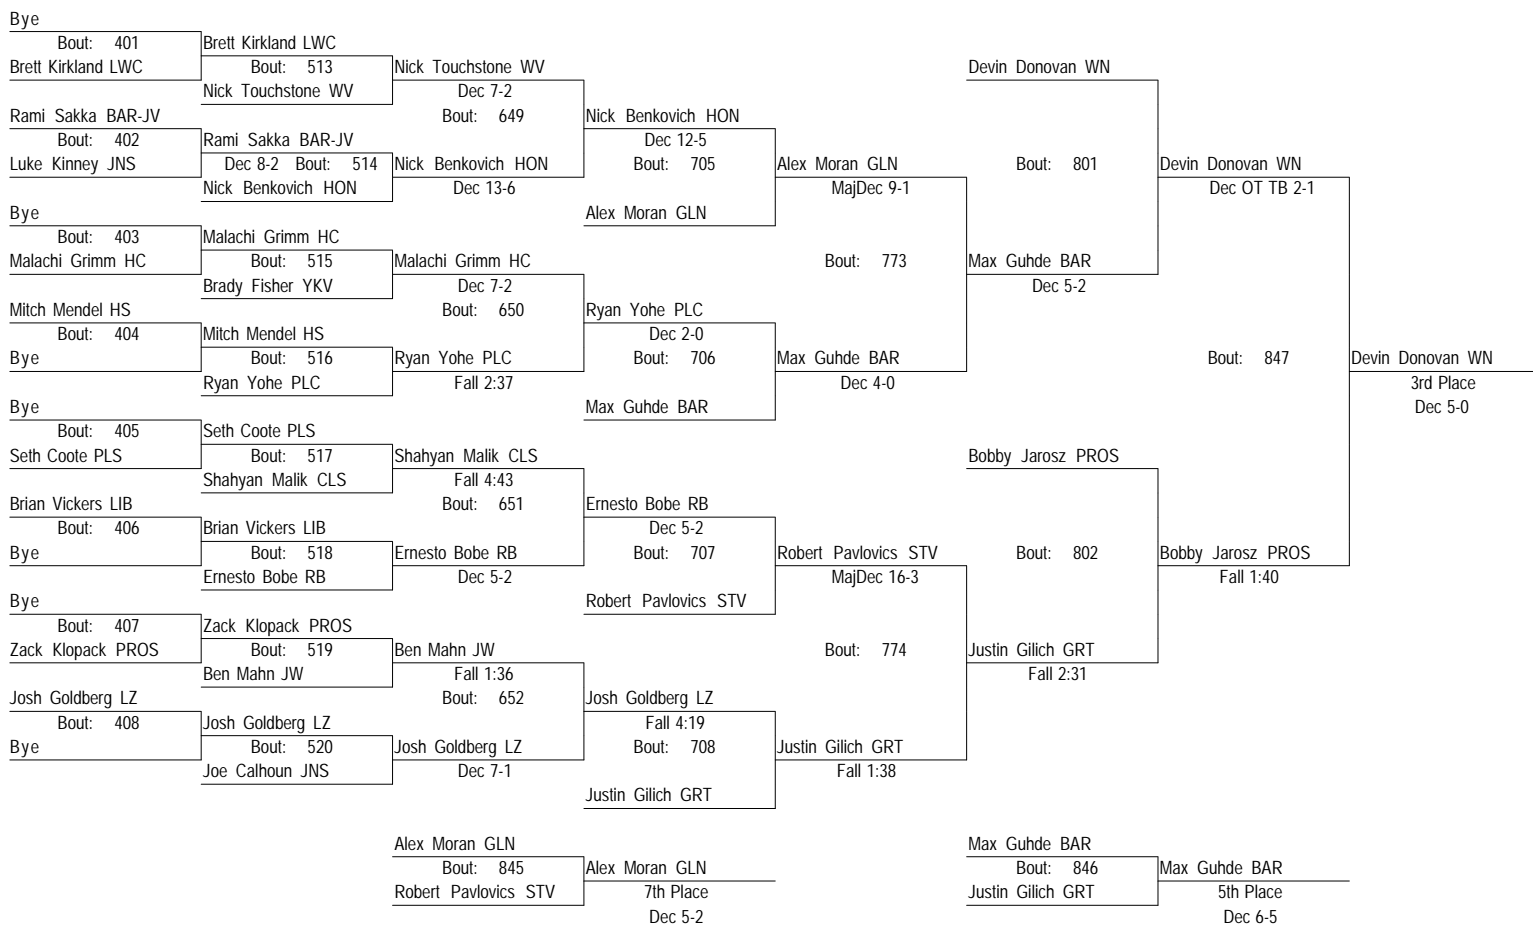 Bye
Bout: 401
Brett Kirkland LWC
Brett Kirkland LWC
Bout: 513
Nick Touchstone WV
Nick Touchstone WV
Dec 7-2
Bout: 649
Devin Donovan WN
Rami Sakka BAR-JV
Bout: 402
Luke Kinney JNS
Rami Sakka BAR-JV
Dec 8-2 Bout: 514
Nick Benkovich HON
Nick Benkovich HON
Dec 13-6
Nick Benkovich HON
Dec 12-5
Bout: 705
Alex Moran GLN
Alex Moran GLN
MajDec 9-1
Bout: 801
Devin Donovan WN
Dec OT TB 2-1
Bye
Bout: 403
Malachi Grimm HC
Malachi Grimm HC
Bout: 515
Brady Fisher YKV
Malachi Grimm HC
Dec 7-2
Bout: 650
Bout: 773
Max Guhde BAR
Dec 5-2
Mitch Mendel HS
Bout: 404
Bye
Mitch Mendel HS
Bout: 516
Ryan Yohe PLC
Ryan Yohe PLC
Fall 2:37
Ryan Yohe PLC
Dec 2-0
Bout: 706
Max Guhde BAR
Max Guhde BAR
Dec 4-0
Bout: 847
Devin Donovan WN
3rd Place
Dec 5-0
Bye
Bout: 405
Seth Coote PLS
Seth Coote PLS
Bout: 517
Shahyan Malik CLS
Shahyan Malik CLS
Fall 4:43
Bout: 651
Bobby Jarosz PROS
Brian Vickers LIB
Bout: 406
Bye
Brian Vickers LIB
Bout: 518
Ernesto Bobe RB
Ernesto Bobe RB
Dec 5-2
Ernesto Bobe RB
Dec 5-2
Bout: 707
Robert Pavlovics STV
Robert Pavlovics STV
MajDec 16-3
Bout: 802
Bobby Jarosz PROS
Fall 1:40
Bye
Bout: 407
Zack Klopack PROS
Zack Klopack PROS
Bout: 519
Ben Mahn JW
Ben Mahn JW
Fall 1:36
Bout: 652
Bout: 774
Justin Gilich GRT
Fall 2:31
Josh Goldberg LZ
Bout: 408
Bye
Josh Goldberg LZ
Bout: 520
Joe Calhoun JNS
Josh Goldberg LZ
Dec 7-1
Josh Goldberg LZ
Fall 4:19
Bout: 708
Justin Gilich GRT
Justin Gilich GRT
Fall 1:38
Alex Moran GLN
Bout: 845
Robert Pavlovics STV
Alex Moran GLN
7th Place
Dec 5-2
Max Guhde BAR
Bout: 846
Justin Gilich GRT
Max Guhde BAR
5th Place
Dec 6-5